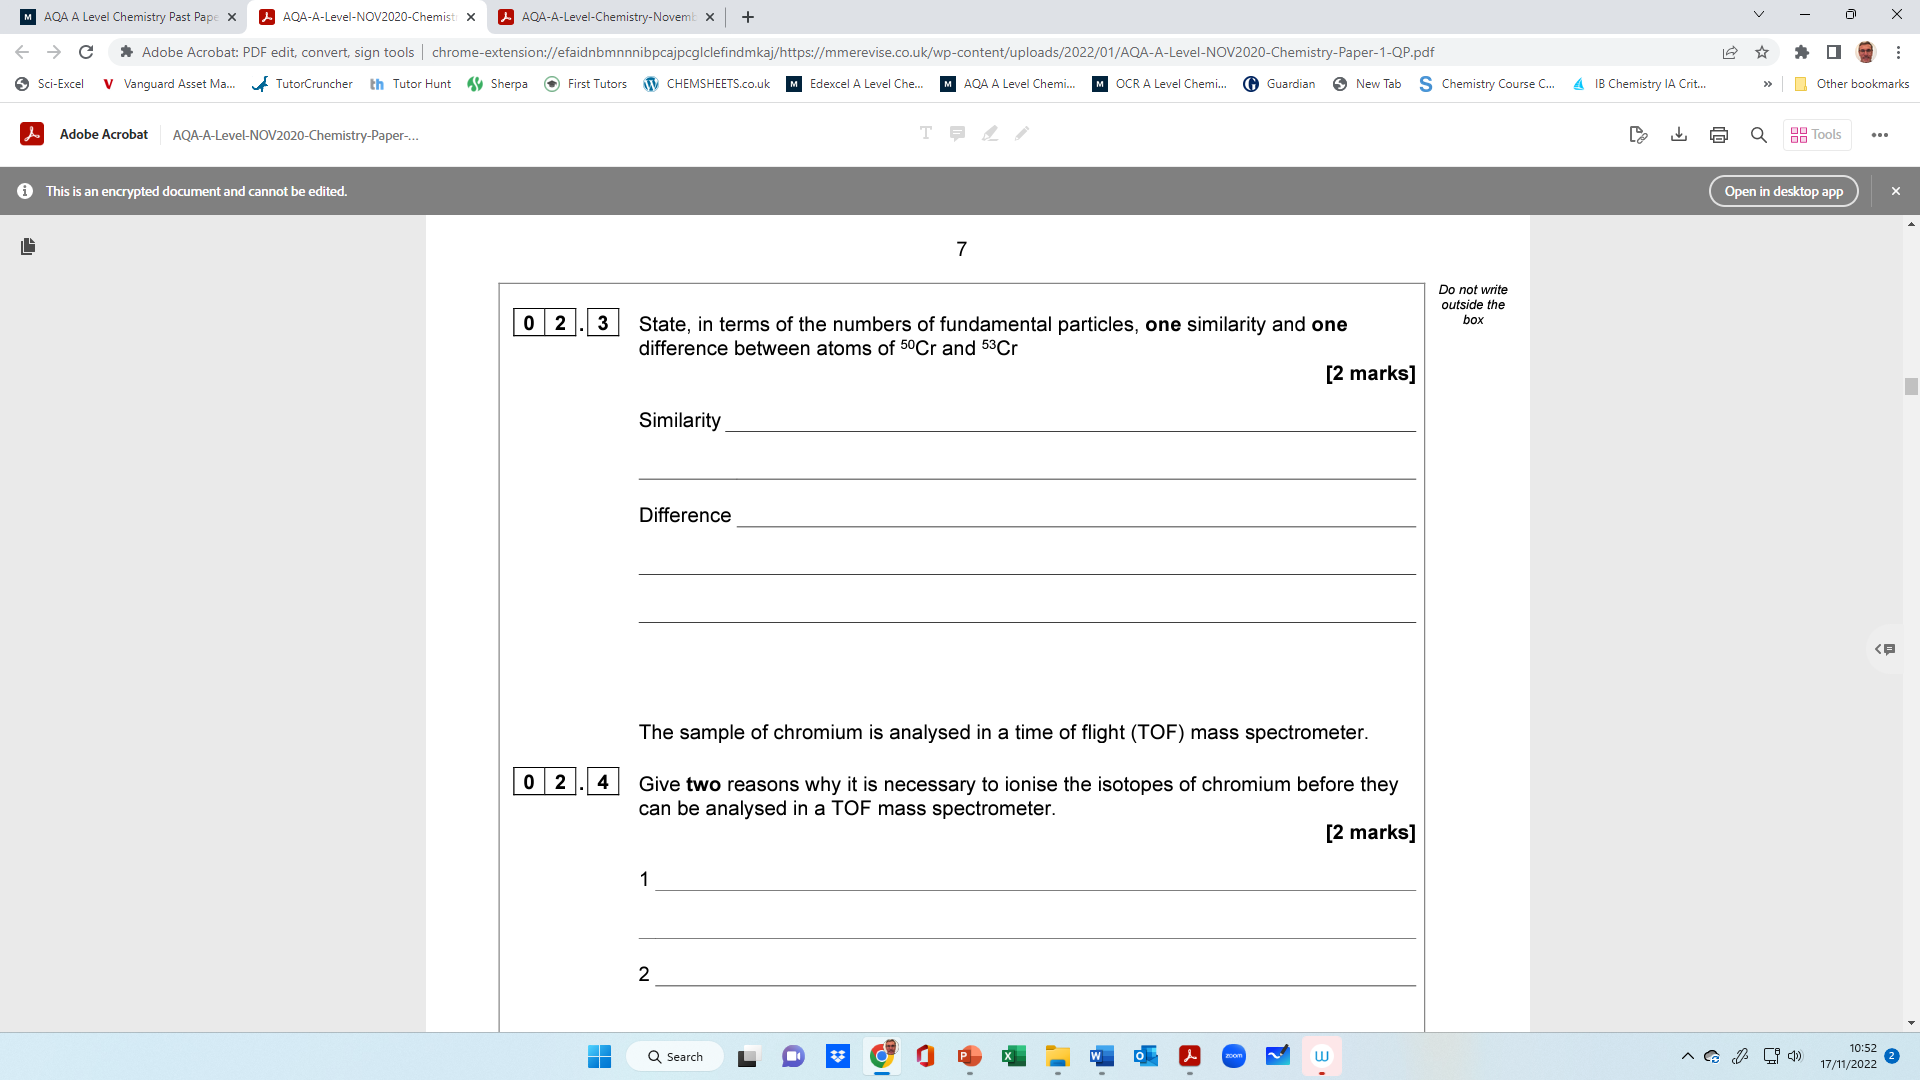 AQA A Level Chemistry Past Pape
AQA-A-Level-NOV2020-Chemist
AQA-A-Level-Chemistry-Novemb
Adobe Acrobat: PDF edit, convert, sign tools
chrome-extension://efaidnbmnnnibpcajpcglclefindmkaj/https://mmerevise.co.uk/wp-content/uploads/2022/01/AQA-A-Level-NOV2020-Chemistry-Paper-1-QP.pdf
Sci-Excel
Vanguard Asset Ma...
TutorCruncher
Tutor Hunt
Sherpa
First Tutors
CHEMSHEETS.co.uk
Edexcel A Level Che...
AQA A Level Chemi...
OCR A Level Chemi...
Guardian
New Tab
Chemistry Course C...
IB Chemistry IA Crit...
Other bookmarks
Adobe Acrobat
AQA-A-Level-NOV2020-Chemistry-Paper-...
Tools
This is an encrypted document and cannot be edited.
Open in desktop app
7
Do not write
outside the
box
0 2 . 3 State, in terms of the numbers of fundamental particles, one similarity and one
difference between atoms of ⁵⁰Cr and ⁵³Cr
[2 marks]
Similarity
Difference
The sample of chromium is analysed in a time of flight (TOF) mass spectrometer.
0 2 . 4 Give two reasons why it is necessary to ionise the isotopes of chromium before they
can be analysed in a TOF mass spectrometer.
[2 marks]
1
2
Search
zoom
10:52
17/11/2022
2